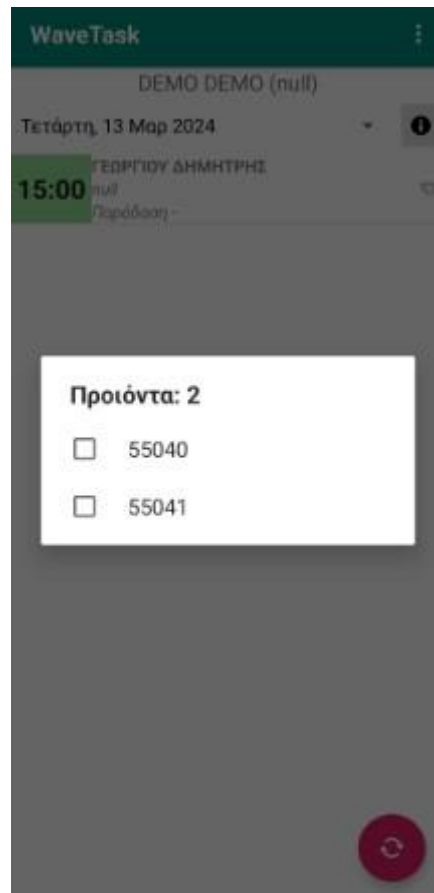 WaveTask
DEMO DEMO (null)
Τετάρτη, 13 Μαρ 2024
ΓΕΩΡΓΙΟΥ ΔΗΜΗΤΡΗΣ
15:00 null
Παράδοση -
Προιόντα: 2
55040
55041